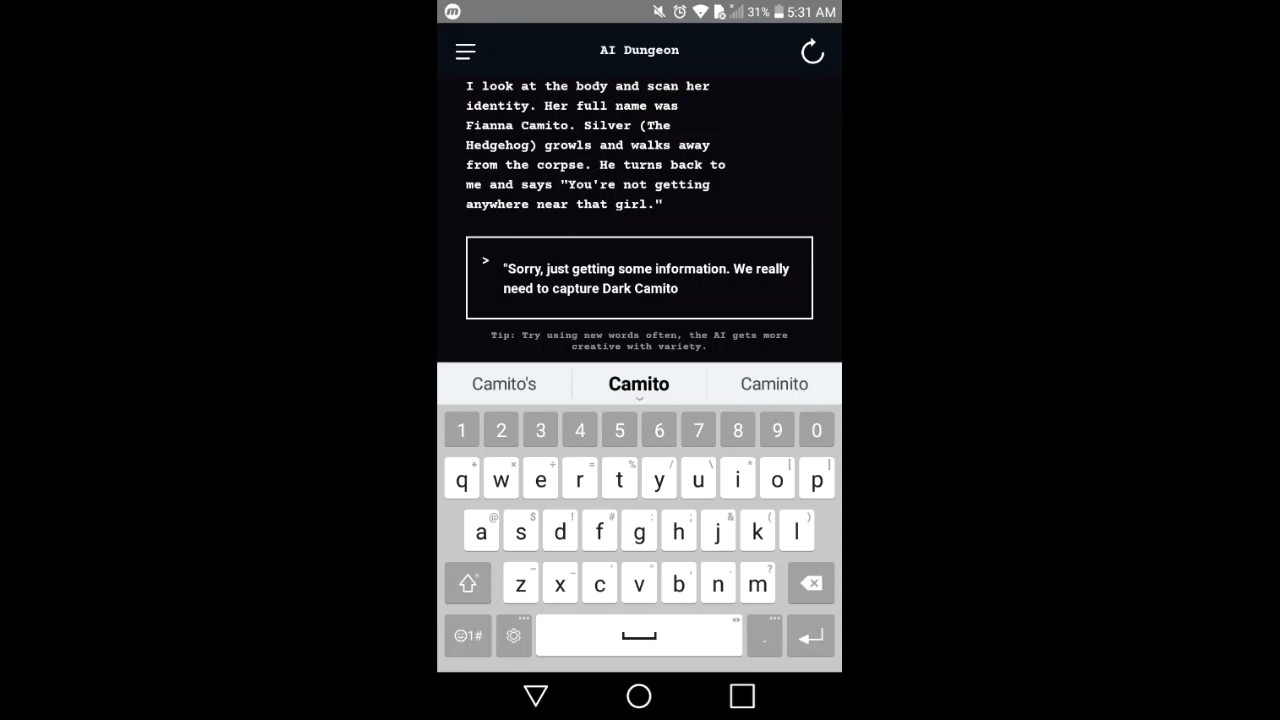 31% 5:31 AM
AI Dungeon
I look at the body and scan her
identity. Her full name was
Fianna Camito. Silver (The
Hedgehog) growls and walks away
from the corpse. He turns back to
me and says "You're not getting
anywhere near that girl."
> "Sorry, just getting some information. We really
need to capture Dark Camito
Tip: Try using new words often, the AI gets more
creative with variety.
Camito's Camito Caminito
1 2 3 4 5 6 7 8 9 0
q w e r t y u i o p
a s d f g h j k l
z x c v b n m
1# .